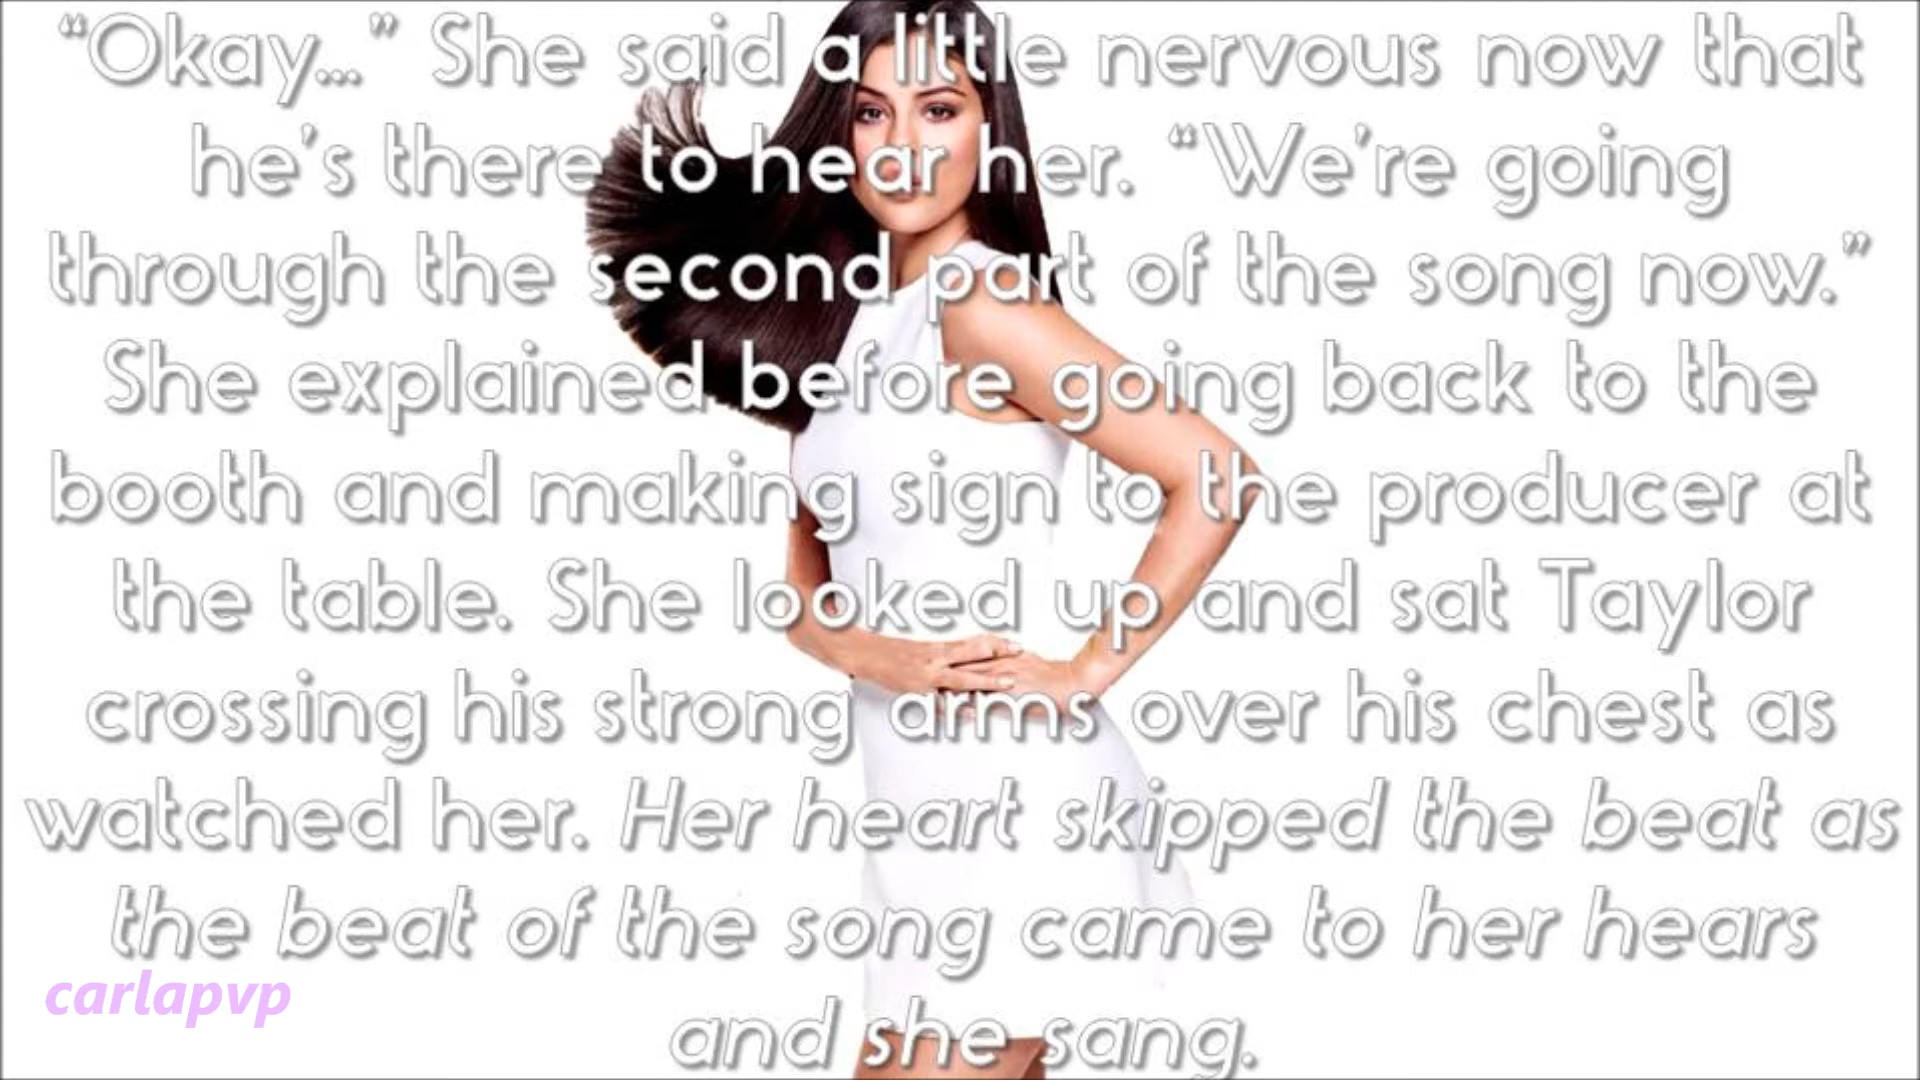 “Okay...” She said a little nervous now that
he’s there to hear her. “We’re going
through the second part of the song now.”
She explained before going back to the
booth and making sign to the producer at
the table. She looked up and sat Taylor
crossing his strong arms over his chest as
watched her. Her heart skipped the beat as
the beat of the song came to her hears
carlapvp
and she sang.